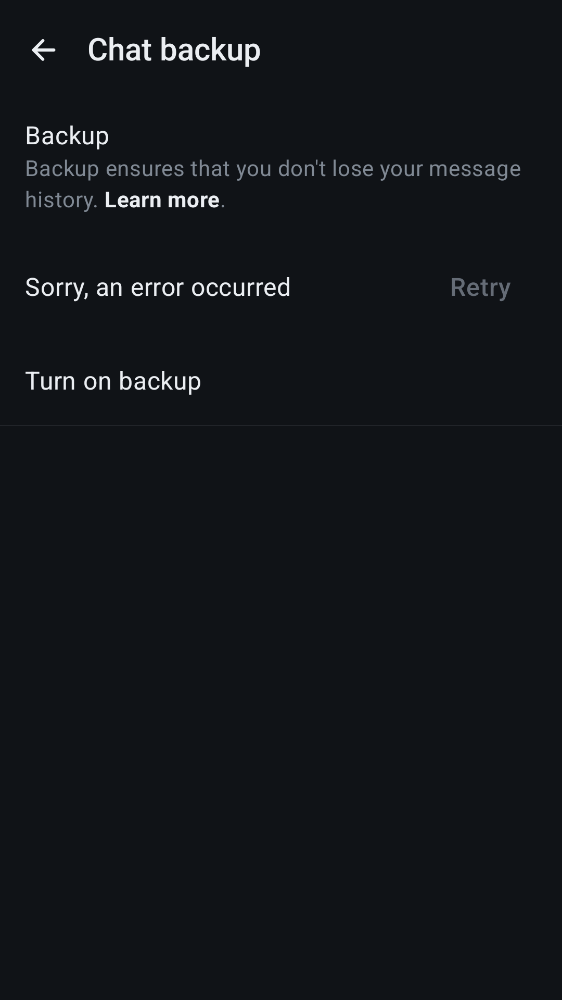 Chat backup
Backup
Backup ensures that you don't lose your message
history. Learn more.
Sorry, an error occurred
Retry
Turn on backup